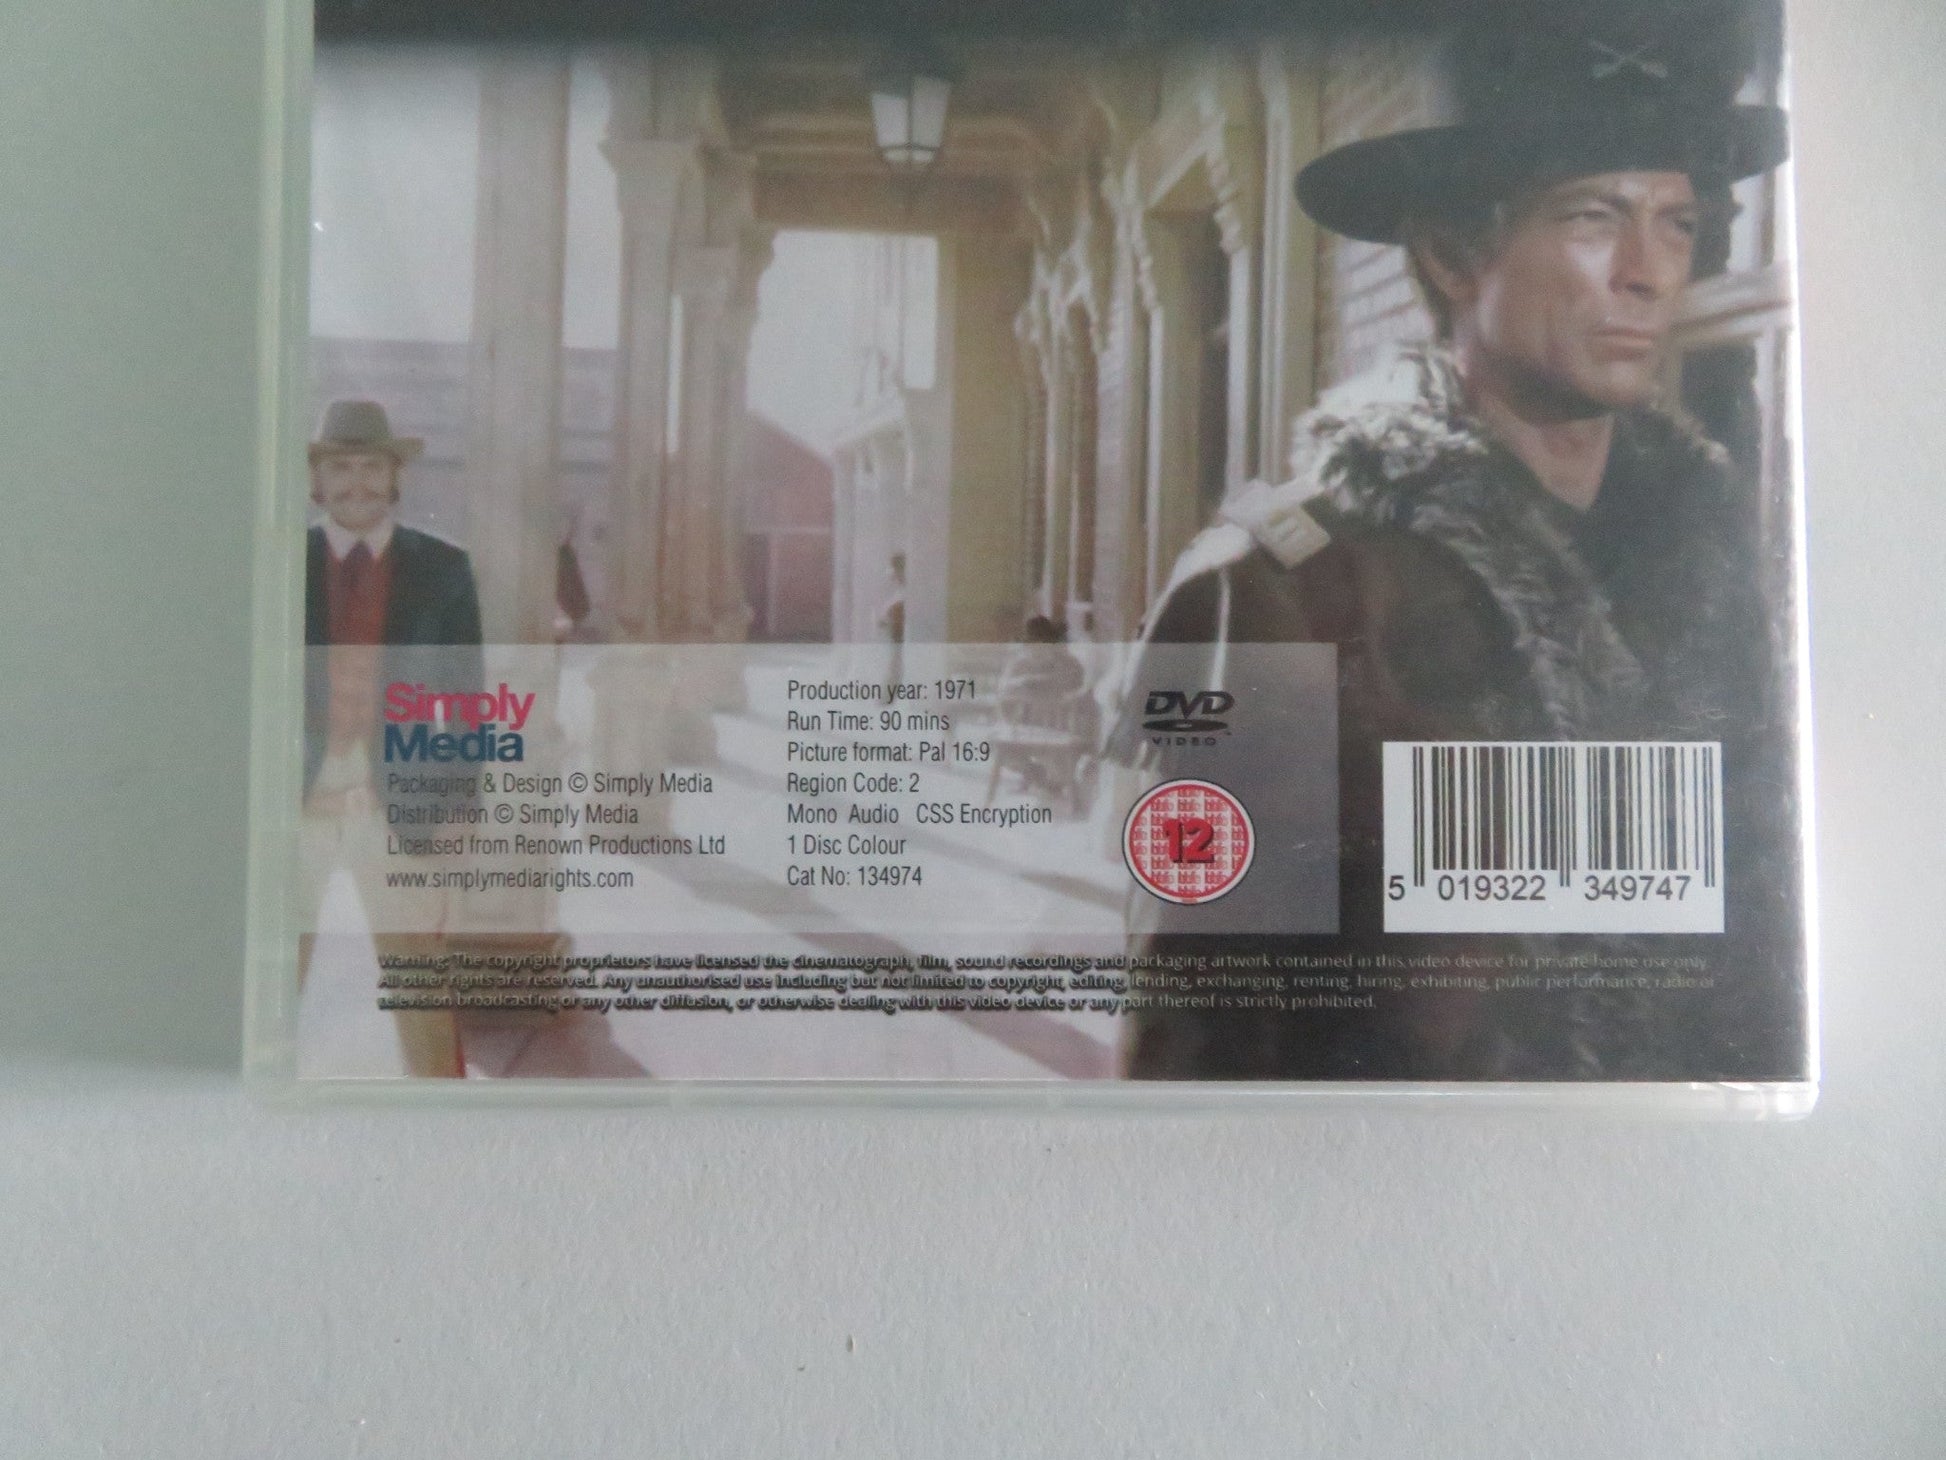 Simply
Media
Packaging & Design © Simply Media
Distribution © Simply Media
Licensed from Renown Productions Ltd
www.simplymediarights.com
Production year: 1971
Run Time: 90 mins
Picture format: Pal 16:9
Region Code: 2
Mono Audio CSS Encryption
1 Disc Colour
Cat No: 134974
DVD
VIDEO
12
5 019322 349747
Warning: The copyright proprietors have licensed the cinematograph, film, sound recordings and packaging artwork contained in this video device for private home use only.
All other rights are reserved. Any unauthorised use including but not limited to copyright, editing, lending, exchanging, renting, hiring, exhibiting, public performance, radio or
television broadcasting or any other diffusion, or otherwise dealing with this video device or any part thereof is strictly prohibited.